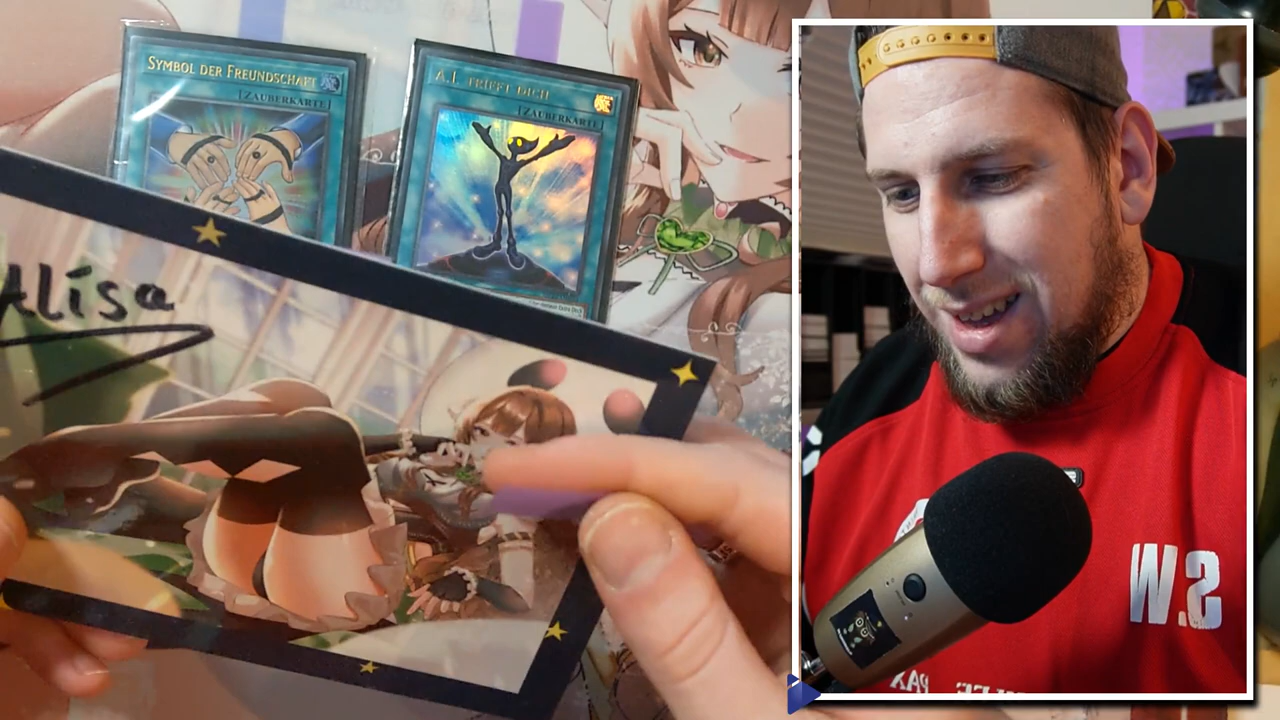 SYMBOL DER FREUNDSCHAFT
[ZAUBERKARTE]
A.I. TRIFFT DICH
[ZAUBERKARTE]
Alisa
W.S